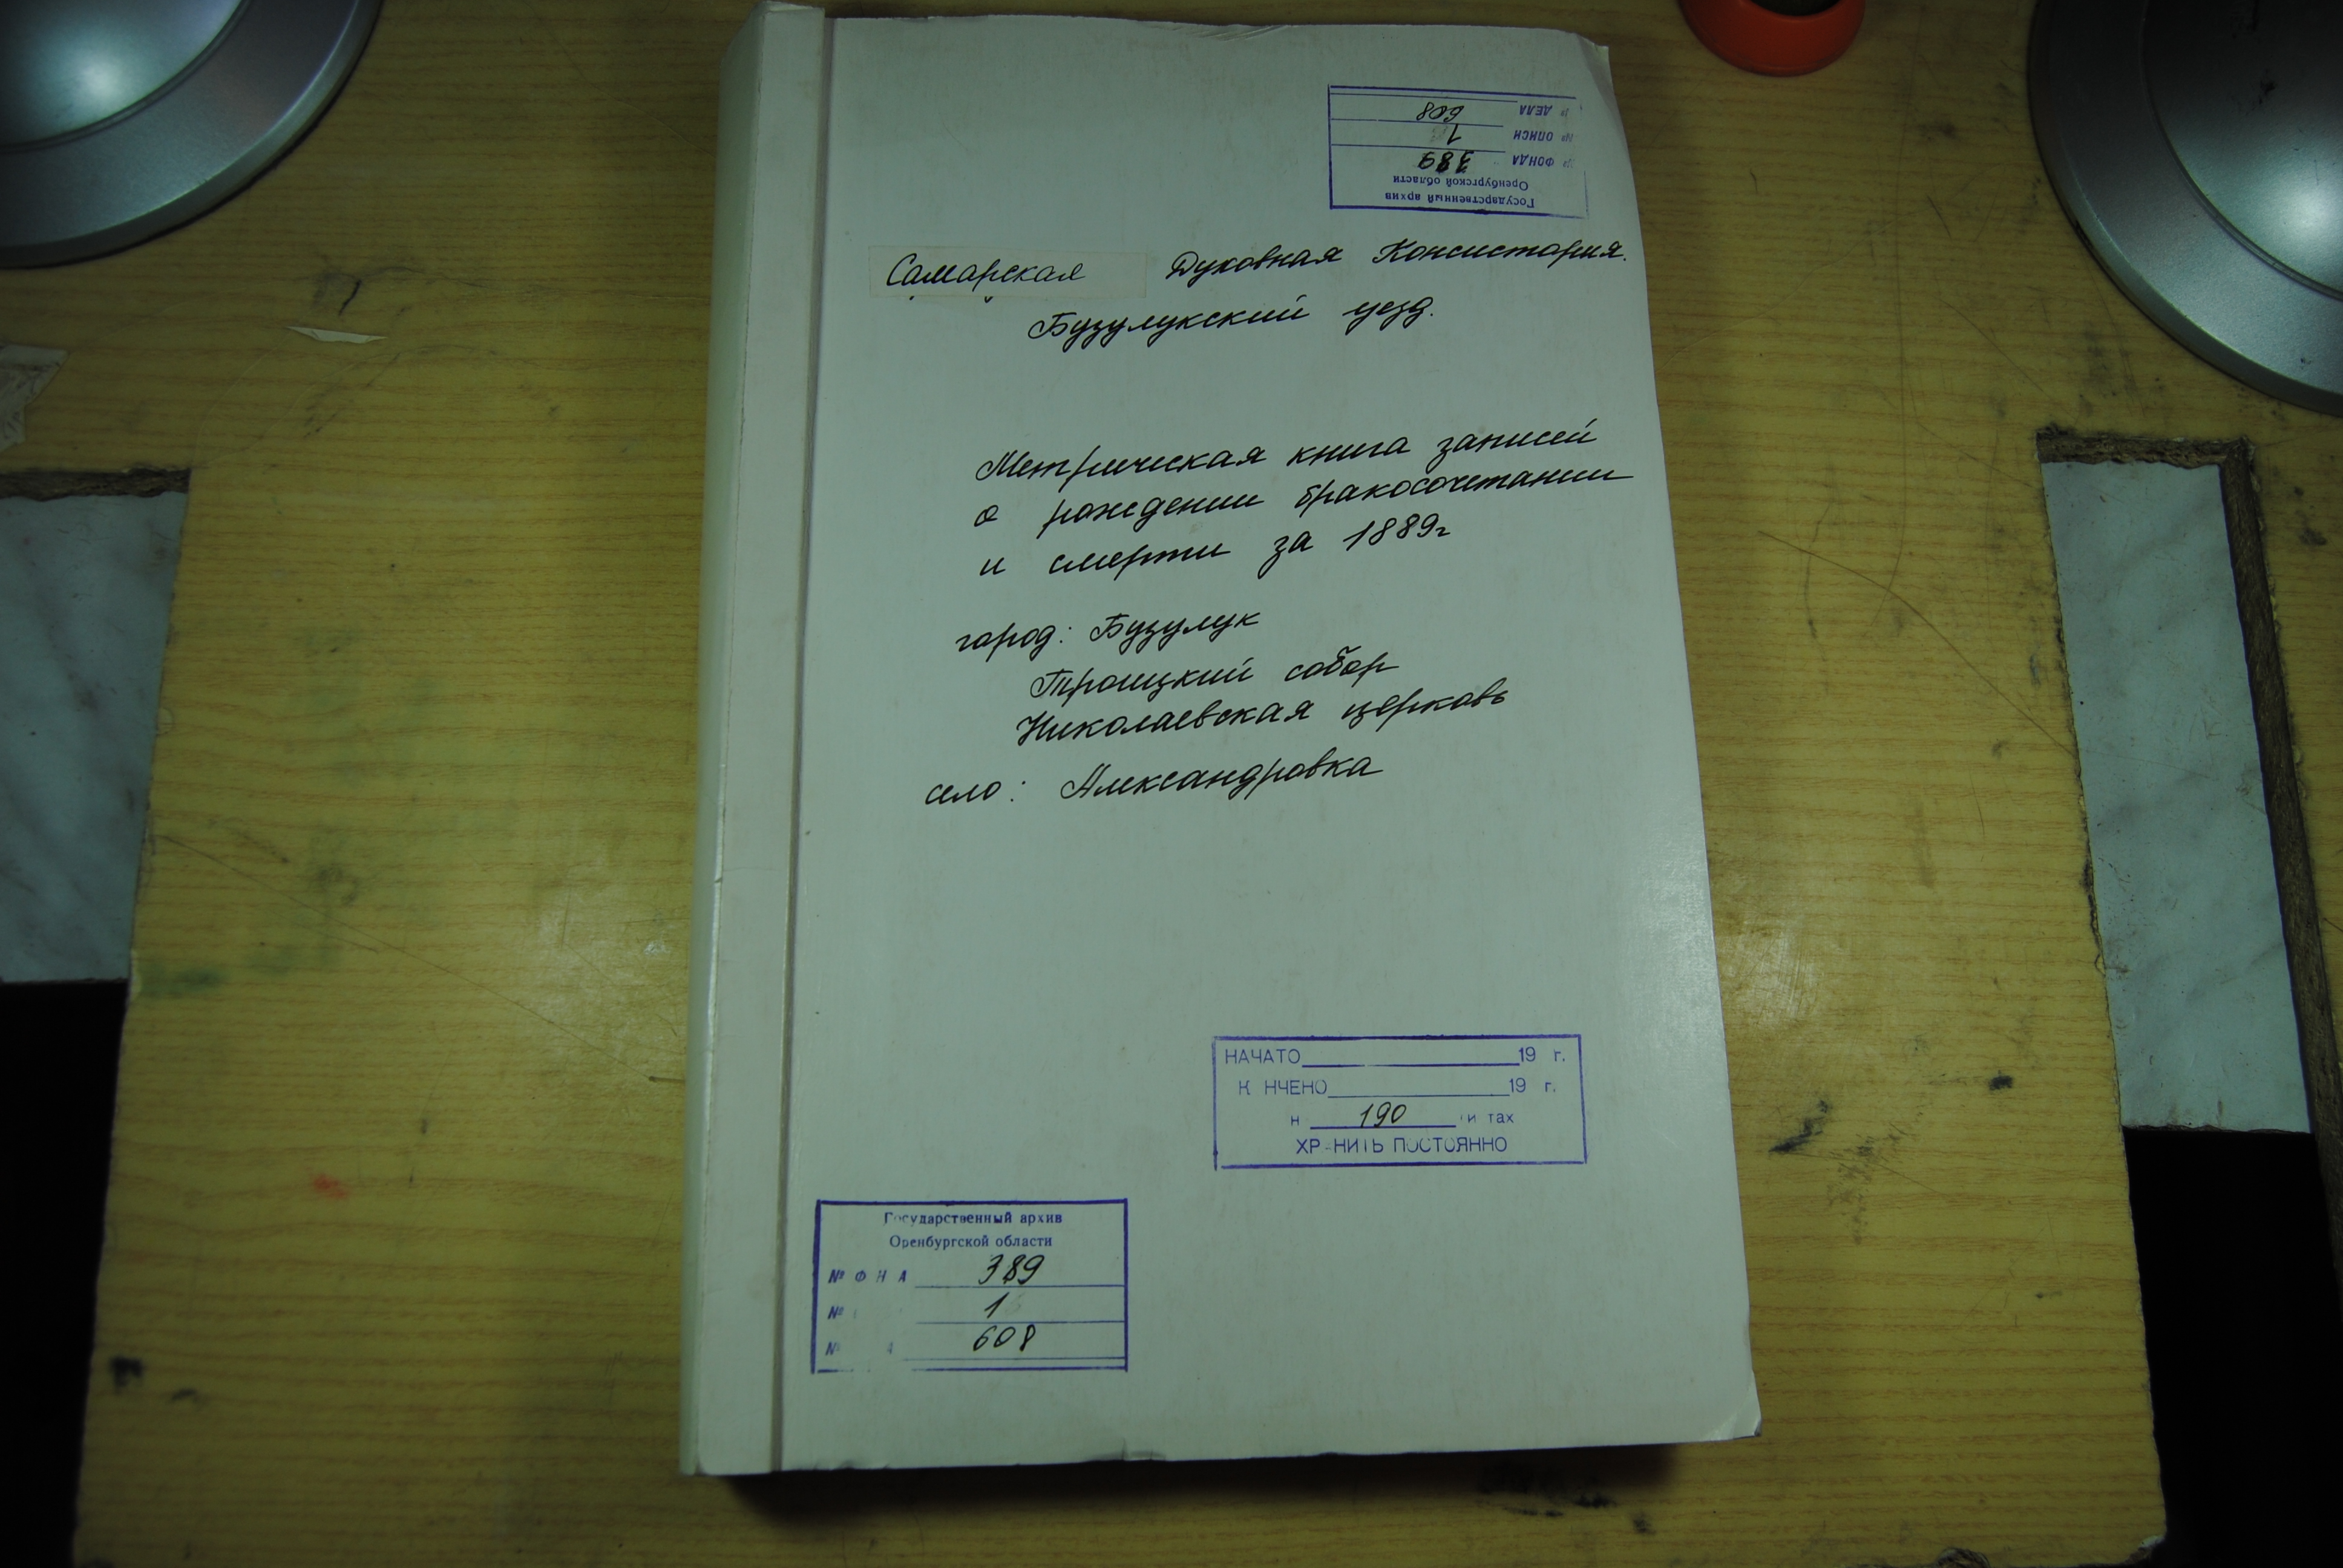 Государственный архив
Оренбургской области
№ ФОНДА 389
№ ОПИСИ 1
№ ДЕЛА 608
Самарская Духовная Консистория.
Бузулукский уезд.
Метрическая книга записей
о рождении бракосочетании
и смерти за 1889г
город: Бузулук
Троицкий собор
Николаевская церковь
село: Александровка
НАЧАТО 19 г.
К НЧЕНО 19 г.
н 190 и тах
ХР НИТЬ ПОСТОЯННО
Государственный архив
Оренбургской области
№ Ф Н А 389
№ 1
№ А 608